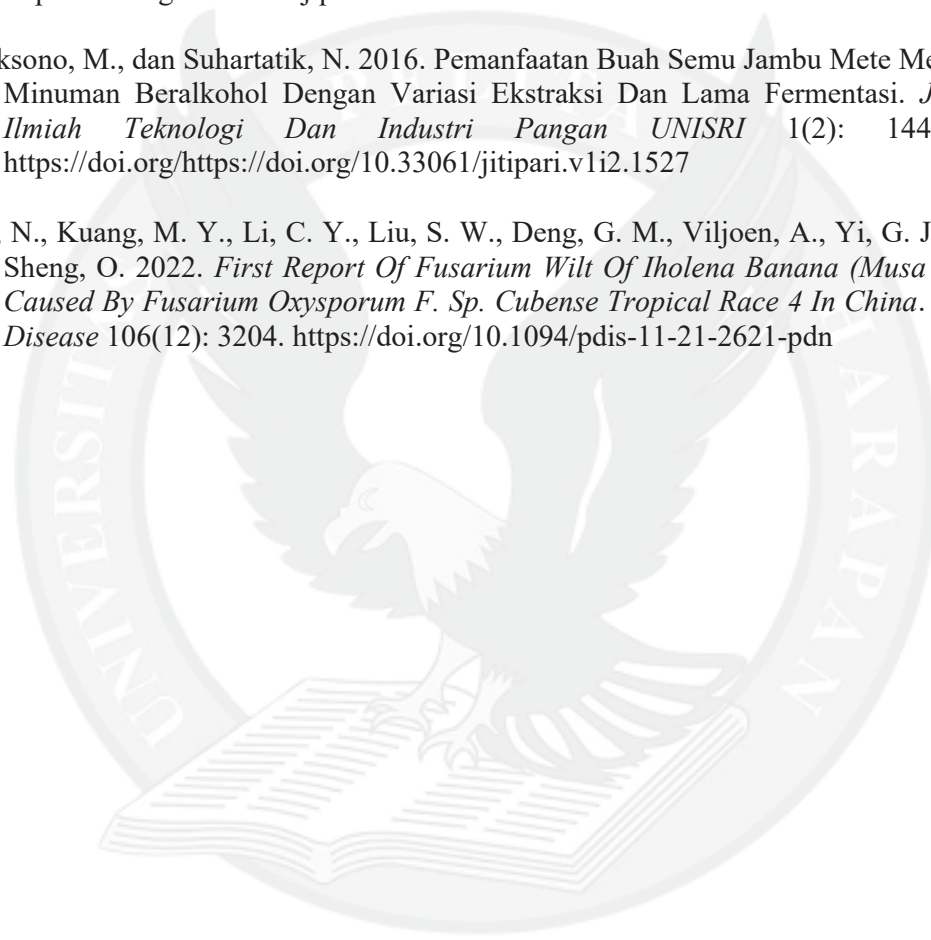 ksono, M., dan Suhartatik, N. 2016. Pemanfaatan Buah Semu Jambu Mete Me
Minuman Beralkohol Dengan Variasi Ekstraksi Dan Lama Fermentasi. J
Ilmiah Teknologi Dan Industri Pangan UNISRI 1(2): 144
https://doi.org/https://doi.org/10.33061/jitipari.v1i2.1527
N., Kuang, M. Y., Li, C. Y., Liu, S. W., Deng, G. M., Viljoen, A., Yi, G. J
Sheng, O. 2022. First Report Of Fusarium Wilt Of Iholena Banana (Musa
Caused By Fusarium Oxysporum F. Sp. Cubense Tropical Race 4 In China.
Disease 106(12): 3204. https://doi.org/10.1094/pdis-11-21-2621-pdn
UNIVERSITAS PELITA HARAPAN